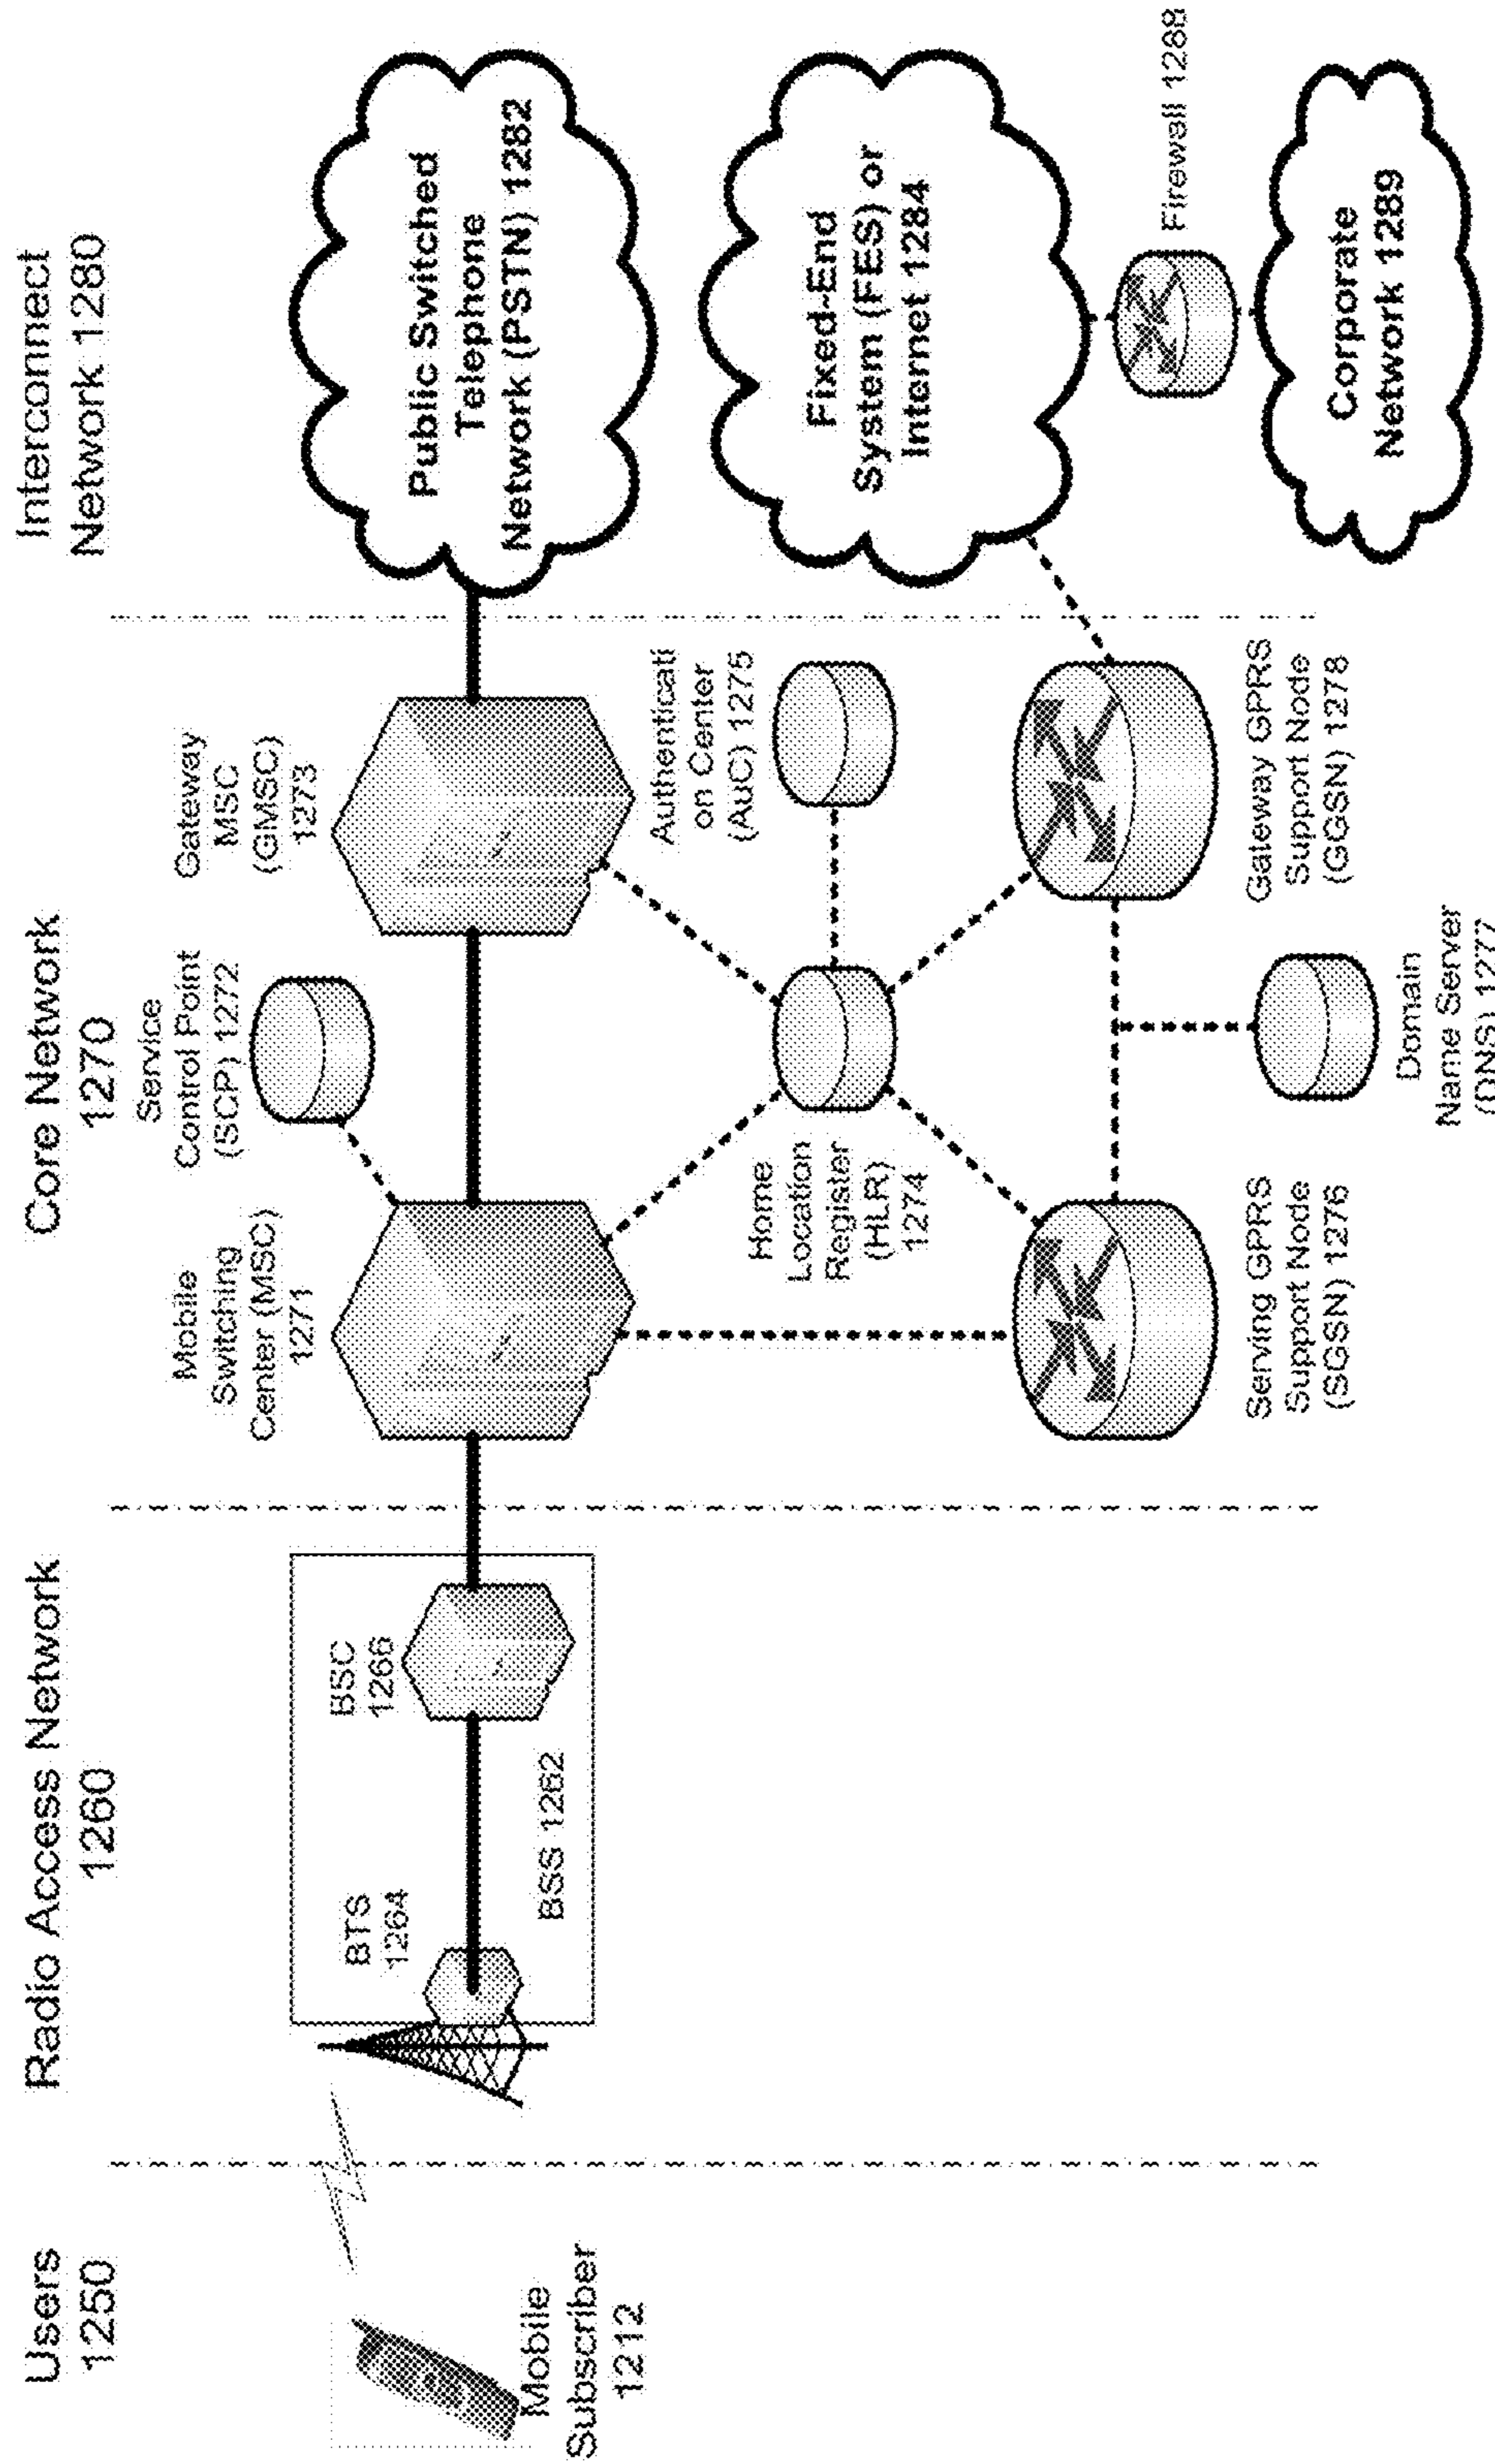 Users
1250
Radio Access Network
1260
Core Network
1270
Interconnect
Network 1280
Mobile
Subscriber
1212
BTS
1264
BSC
1266
BSS 1262
Mobile
Switching
Center (MSC)
1271
Service
Control Point
(SCP) 1272
Gateway
MSC
(GMSC)
1273
Home
Location
Register
(HLR)
1274
Authenticati
on Center
(AuC) 1275
Serving GPRS
Support Node
(SGSN) 1276
Domain
Name Server
(DNS) 1277
Gateway GPRS
Support Node
(GGSN) 1278
Public Switched
Telephone
Network (PSTN) 1282
Fixed-End
System (FES) or
Internet 1284
Firewall 1288
Corporate
Network 1289